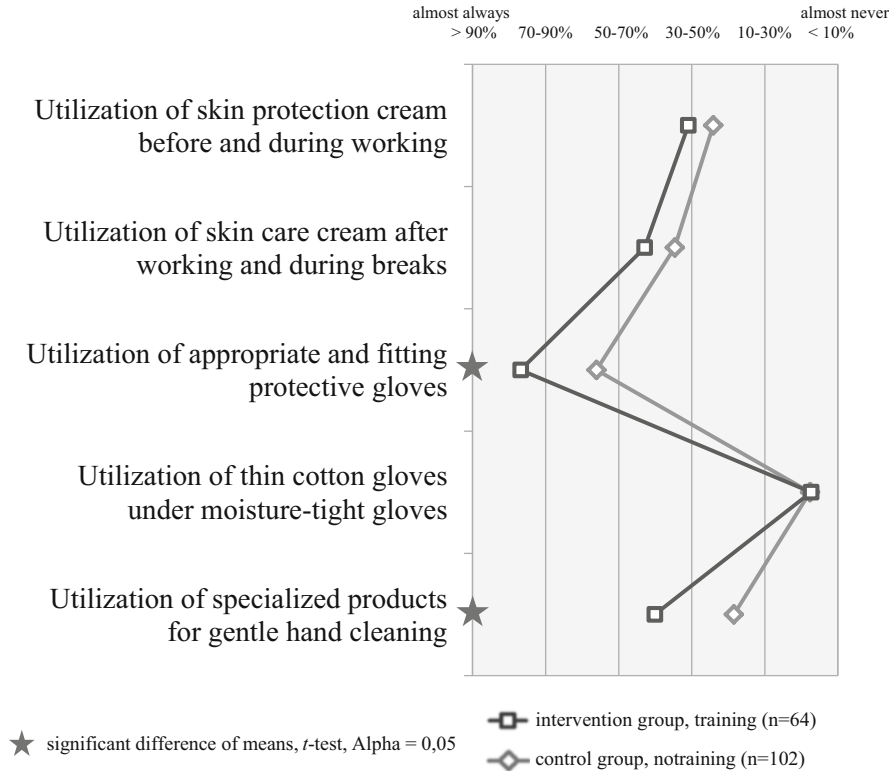 almost always almost never
> 90% 70-90% 50-70% 30-50% 10-30% < 10%
Utilization of skin protection cream
before and during working
Utilization of skin care cream after
working and during breaks
Utilization of appropriate and fitting
protective gloves
Utilization of thin cotton gloves
under moisture-tight gloves
Utilization of specialized products
for gentle hand cleaning
significant difference of means, t-test, Alpha = 0,05
intervention group, training (n=64)
control group, notraining (n=102)